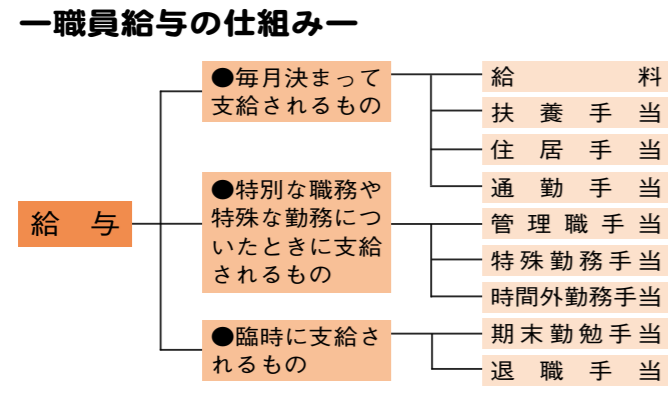 ー職員給与の仕組みー
給与
●毎月決まって
支給されるもの
給料
扶養手当
住居手当
通勤手当
●特別な職務や
特殊な勤務につ
いたときに支給
されるもの
管理職手当
特殊勤務手当
時間外勤務手当
●臨時に支給さ
れるもの
期末勤勉手当
退職手当